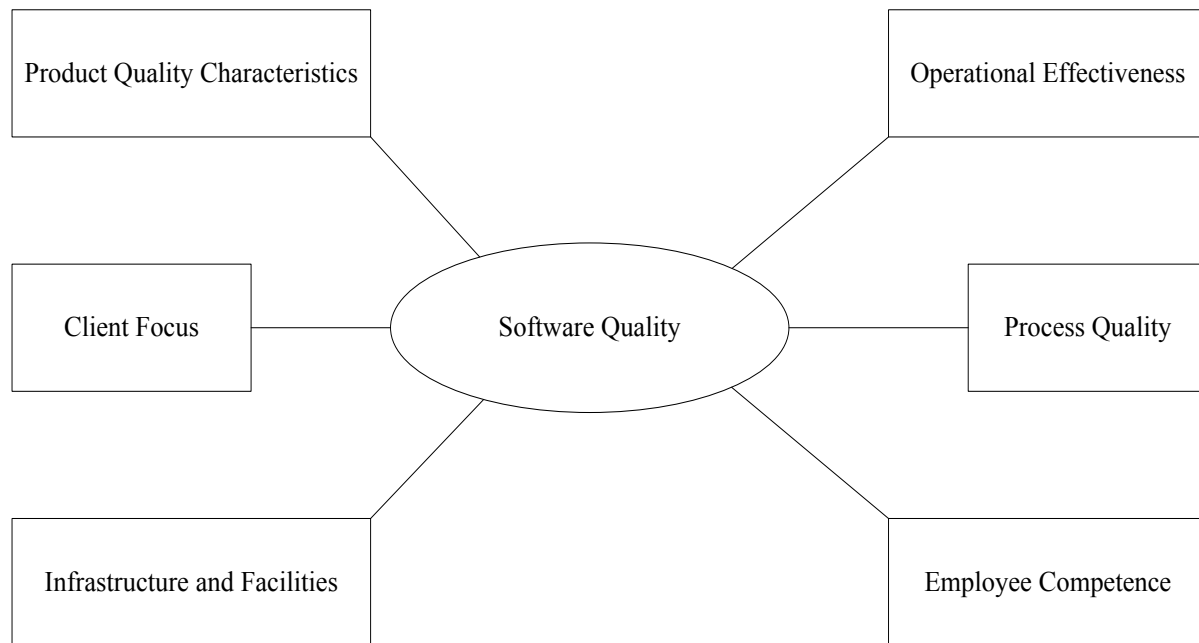 Product Quality Characteristics
Operational Effectiveness
Client Focus
Software Quality
Process Quality
Infrastructure and Facilities
Employee Competence